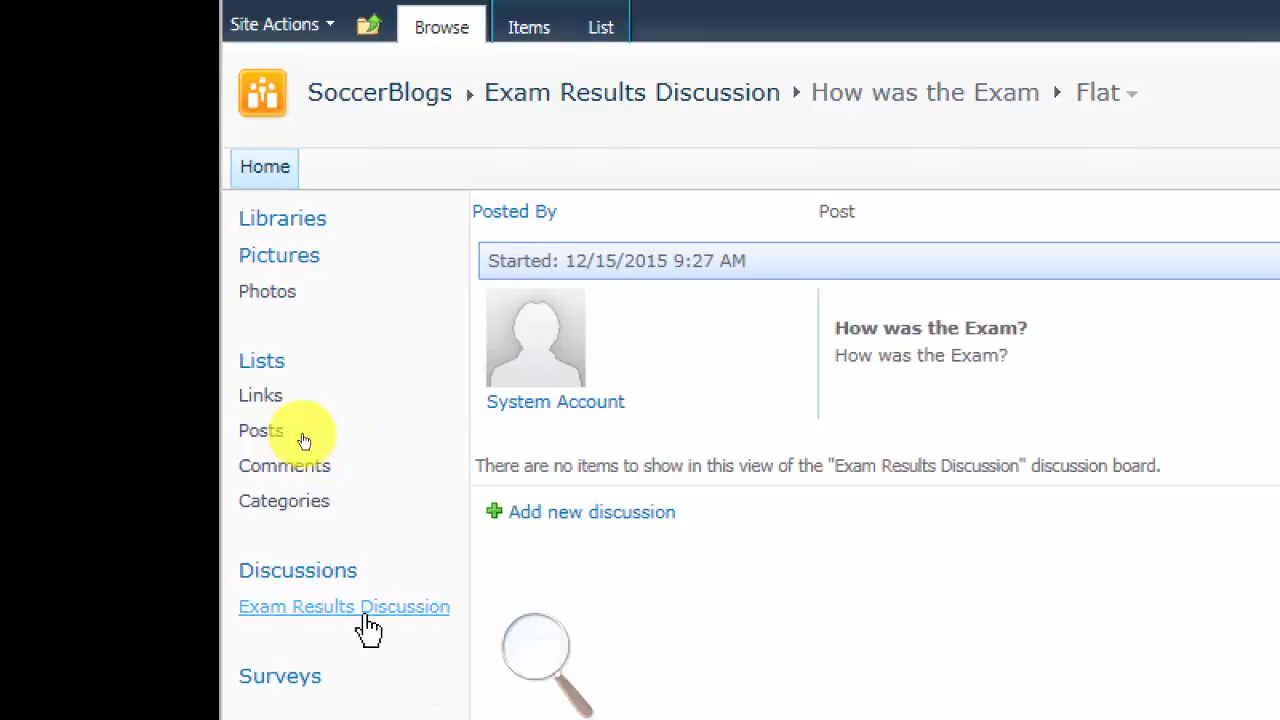 Site Actions
Browse
Items
List
SoccerBlogs
Exam Results Discussion
How was the Exam
Flat
Home
Libraries
Pictures
Photos
Lists
Links
Posts
Comments
Categories
Discussions
Exam Results Discussion
Surveys
Posted By
Post
Started: 12/15/2015 9:27 AM
How was the Exam?
How was the Exam?
System Account
There are no items to show in this view of the "Exam Results Discussion" discussion board.
Add new discussion